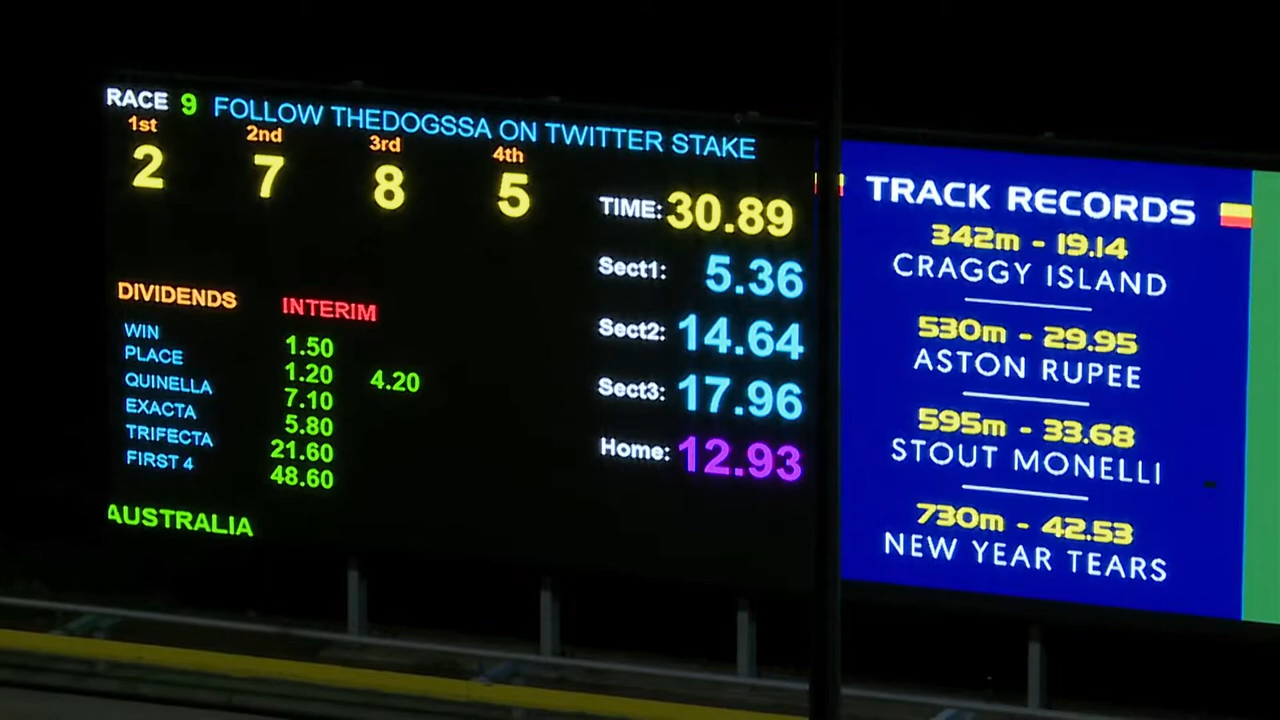 RACE 9 FOLLOW THEDOGSSA ON TWITTER STAKE
1st 2nd 3rd 4th
2 7 8 5
TIME: 30.89
Sect1: 5.36
Sect2: 14.64
Sect3: 17.96
Home: 12.93
DIVIDENDS INTERIM
WIN 1.50
PLACE 1.20 4.20
QUINELLA 7.10
EXACTA 5.80
TRIFECTA 21.60
FIRST 4 48.60
AUSTRALIA
TRACK RECORDS
342m - 19.14
CRAGGY ISLAND
530m - 29.95
ASTON RUPEE
595m - 33.68
STOUT MONELLI
730m - 42.53
NEW YEAR TEARS